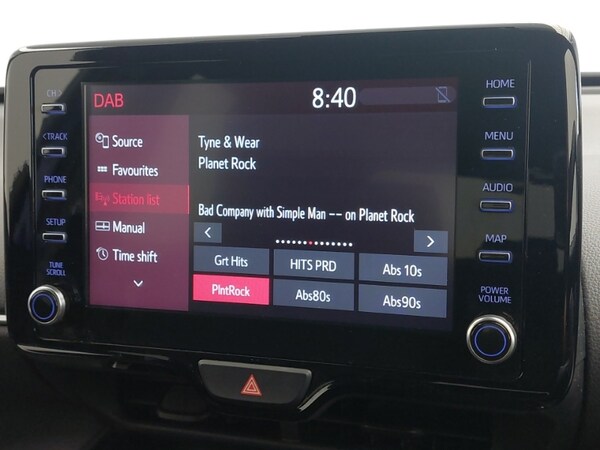 DAB
8:40
CH>
<TRACK
PHONE
SETUP
TUNE
SCROLL
Source
Favourites
Station list
Manual
Time shift
Tyne & Wear
Planet Rock
Bad Company with Simple Man -- on Planet Rock
<
>
Grt Hits
HITS PRD
Abs 10s
PlntRock
Abs80s
Abs90s
HOME
MENU
AUDIO
MAP
POWER
VOLUME